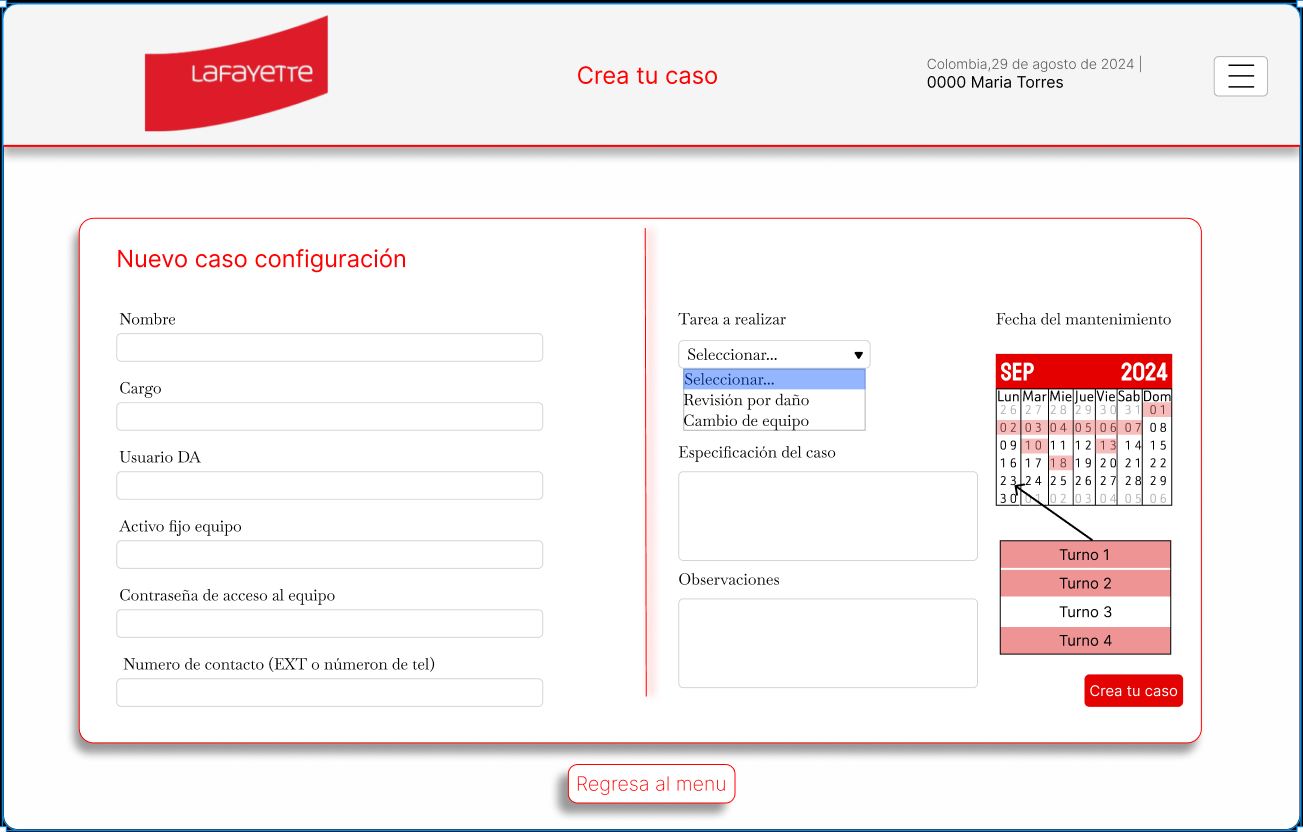 LAFAYETTE
Crea tu caso
Colombia,29 de agosto de 2024 |
0000 Maria Torres
Nuevo caso configuración
Nombre
Cargo
Usuario DA
Activo fijo equipo
Contraseña de acceso al equipo
Numero de contacto (EXT o númeron de tel)
Tarea a realizar
Seleccionar...
Seleccionar...
Revisión por daño
Cambio de equipo
Especificación del caso
Observaciones
Fecha del mantenimiento
SEP 2024
Lun Mar Mie Jue Vie Sab Dom
26 27 28 29 30 31 01
02 03 04 05 06 07 08
09 10 11 12 13 14 15
16 17 18 19 20 21 22
23 24 25 26 27 28 29
30 01 02 03 04 05 06
Turno 1
Turno 2
Turno 3
Turno 4
Crea tu caso
Regresa al menu